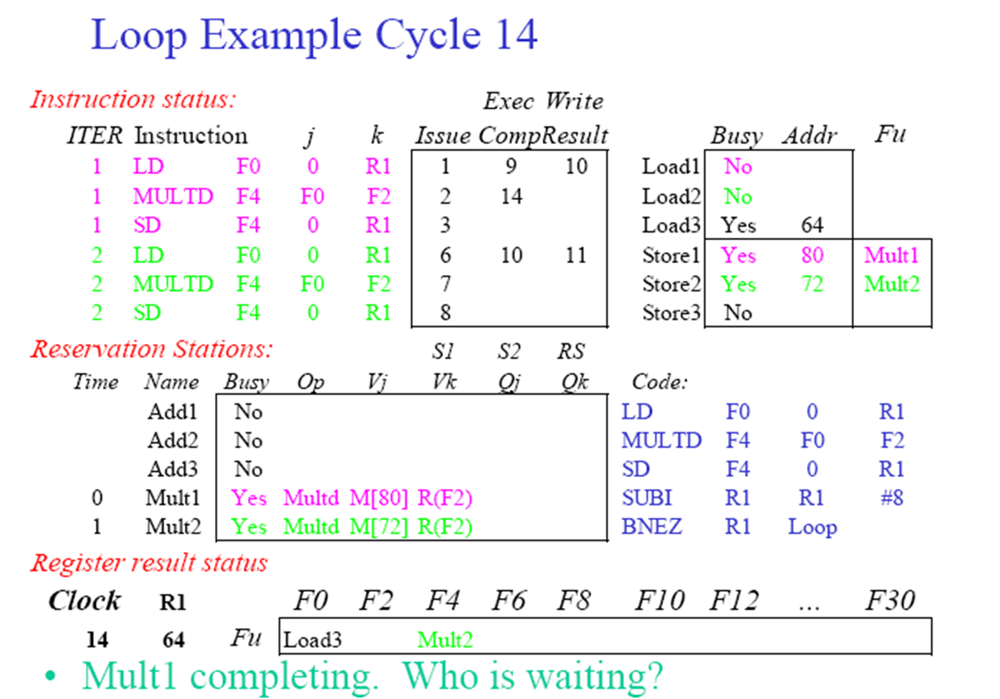 Loop Example Cycle 14
Instruction status: Exec Write
ITER Instruction j k Issue Comp Result Busy Addr Fu
1 LD F0 0 R1 1 9 10 Load1 No
1 MULTD F4 F0 F2 2 14 Load2 No
1 SD F4 0 R1 3 Load3 Yes 64
2 LD F0 0 R1 6 10 11 Store1 Yes 80 Mult1
2 MULTD F4 F0 F2 7 Store2 Yes 72 Mult2
2 SD F4 0 R1 8 Store3 No
Reservation Stations: S1 S2 RS
Time Name Busy Op Vj Vk Qj Qk Code:
Add1 No LD F0 0 R1
Add2 No MULTD F4 F0 F2
Add3 No SD F4 0 R1
0 Mult1 Yes Multd M[80] R(F2) SUBI R1 R1 #8
1 Mult2 Yes Multd M[72] R(F2) BNEZ R1 Loop
Register result status
Clock R1 F0 F2 F4 F6 F8 F10 F12 ... F30
14 64 Fu Load3 Mult2
• Mult1 completing. Who is waiting?